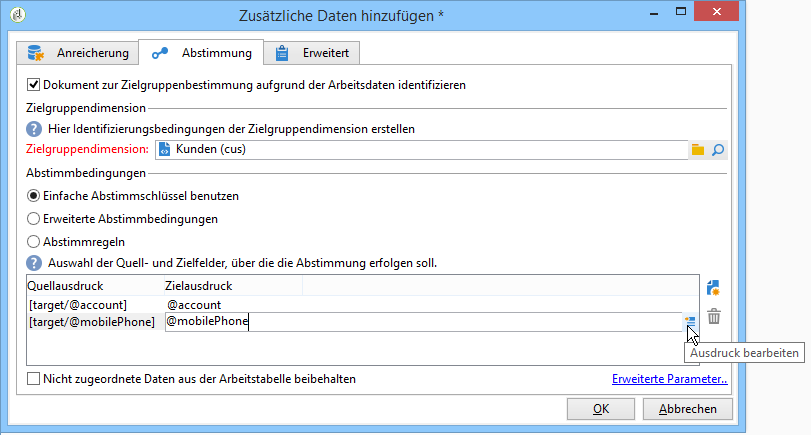 Zusätzliche Daten hinzufügen *
Anreicherung Abstimmung Erweitert
Dokument zur Zielgruppenbestimmung aufgrund der Arbeitsdaten identifizieren
Zielgruppendimension
Hier Identifizierungsbedingungen der Zielgruppendimension erstellen
Zielgruppendimension: Kunden (cus)
Abstimmbedingungen
Einfache Abstimmschlüssel benutzen
Erweiterte Abstimmbedingungen
Abstimmregeln
Auswahl der Quell- und Zielfelder, über die die Abstimmung erfolgen soll.
Quellausdruck Zielausdruck
[target/@account] @account
[target/@mobilePhone] @mobilePhone
Ausdruck bearbeiten
Nicht zugeordnete Daten aus der Arbeitstabelle beibehalten Erweiterte Parameter..
OK Abbrechen